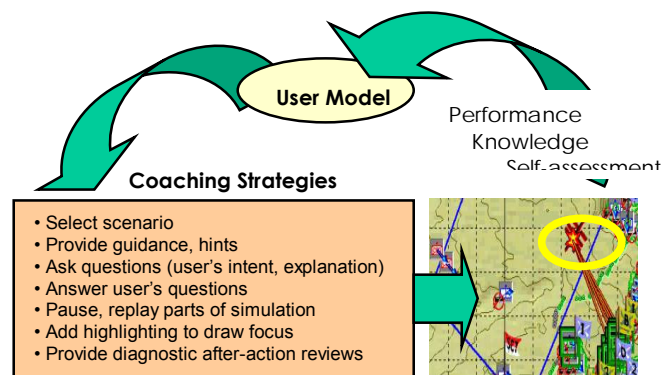 User Model
Performance
Knowledge
Self-assessment
Coaching Strategies
• Select scenario
• Provide guidance, hints
• Ask questions (user's intent, explanation)
• Answer user's questions
• Pause, replay parts of simulation
• Add highlighting to draw focus
• Provide diagnostic after-action reviews